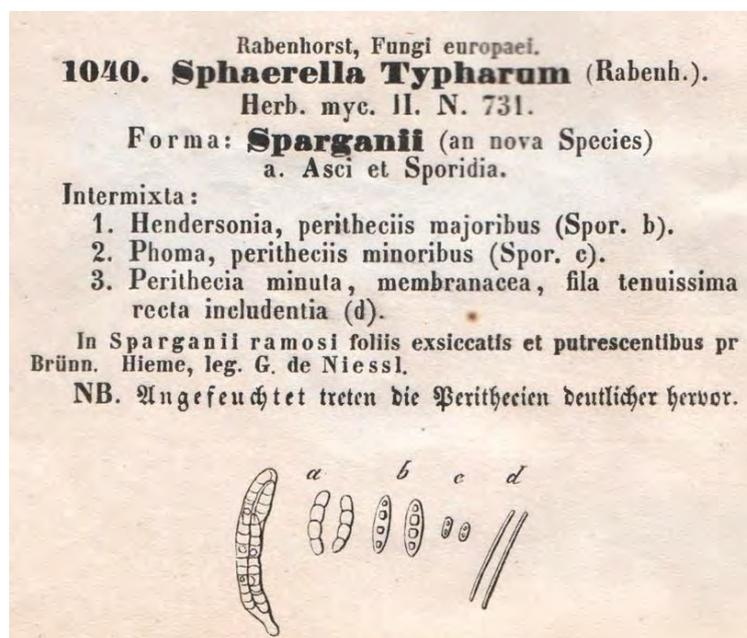 Rabenhorst, Fungi europaei.
1040. Sphaerella Typharum (Rabenh.).
Herb. myc. II. N. 731.
Forma: Sparganii (an nova Species)
a. Asci et Sporidia.
Intermixta:
1. Hendersonia, peritheciis majoribus (Spor. b).
2. Phoma, peritheciis minoribus (Spor. c).
3. Perithecia minuta, membranacea, fila tenuissima
recta includentia (d).
In Sparganii ramosi foliis exsiccatis et putrescentibus pr
Brünn. Hieme, leg. G. de Niessl.
NB. Angefeuchtet treten die Perithecien deutlicher hervor.
a b c d